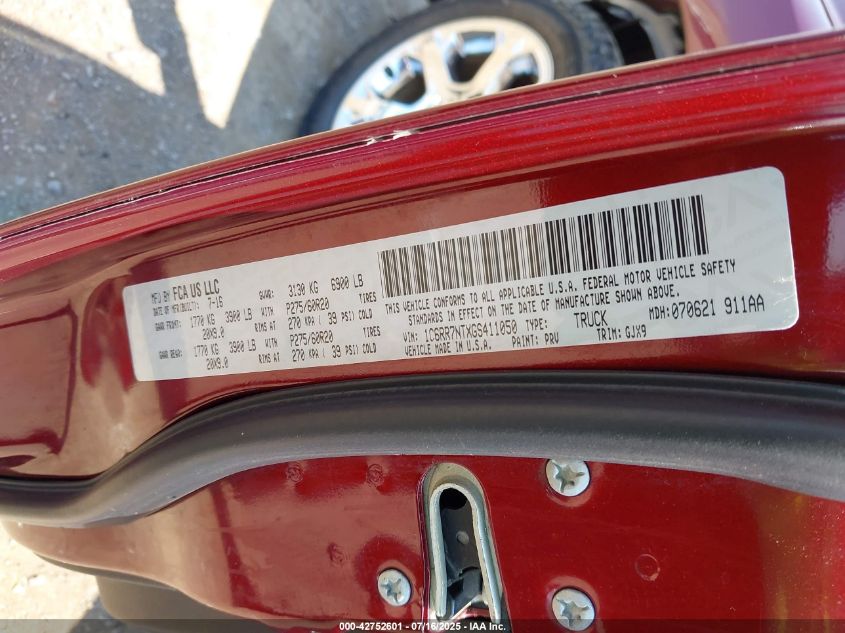 MFD BY FCA US LLC
DATE OF MFR(BUILT): 7-16 GVWR: 3130 KG 6900 LB
GAWR FRONT: 1770 KG 3900 LB WITH P275/60R20 TIRES
20X9.0 RIMS AT 270 KPA ( 39 PSI) COLD
GAWR REAR: 1770 KG 3900 LB WITH P275/60R20 TIRES
20X9.0 RIMS AT 270 KPA ( 39 PSI) COLD
THIS VEHICLE CONFORMS TO ALL APPLICABLE U.S.A. FEDERAL MOTOR VEHICLE SAFETY
STANDARDS IN EFFECT ON THE DATE OF MANUFACTURE SHOWN ABOVE.
VIN: 1C6RR7NTXGS411050 TYPE: TRUCK MDH: 070621 911AA
VEHICLE MADE IN U.S.A. PAINT: PRV TRIM: GJX9
000-42752601 - 07/16/2025 - IAA, Inc.